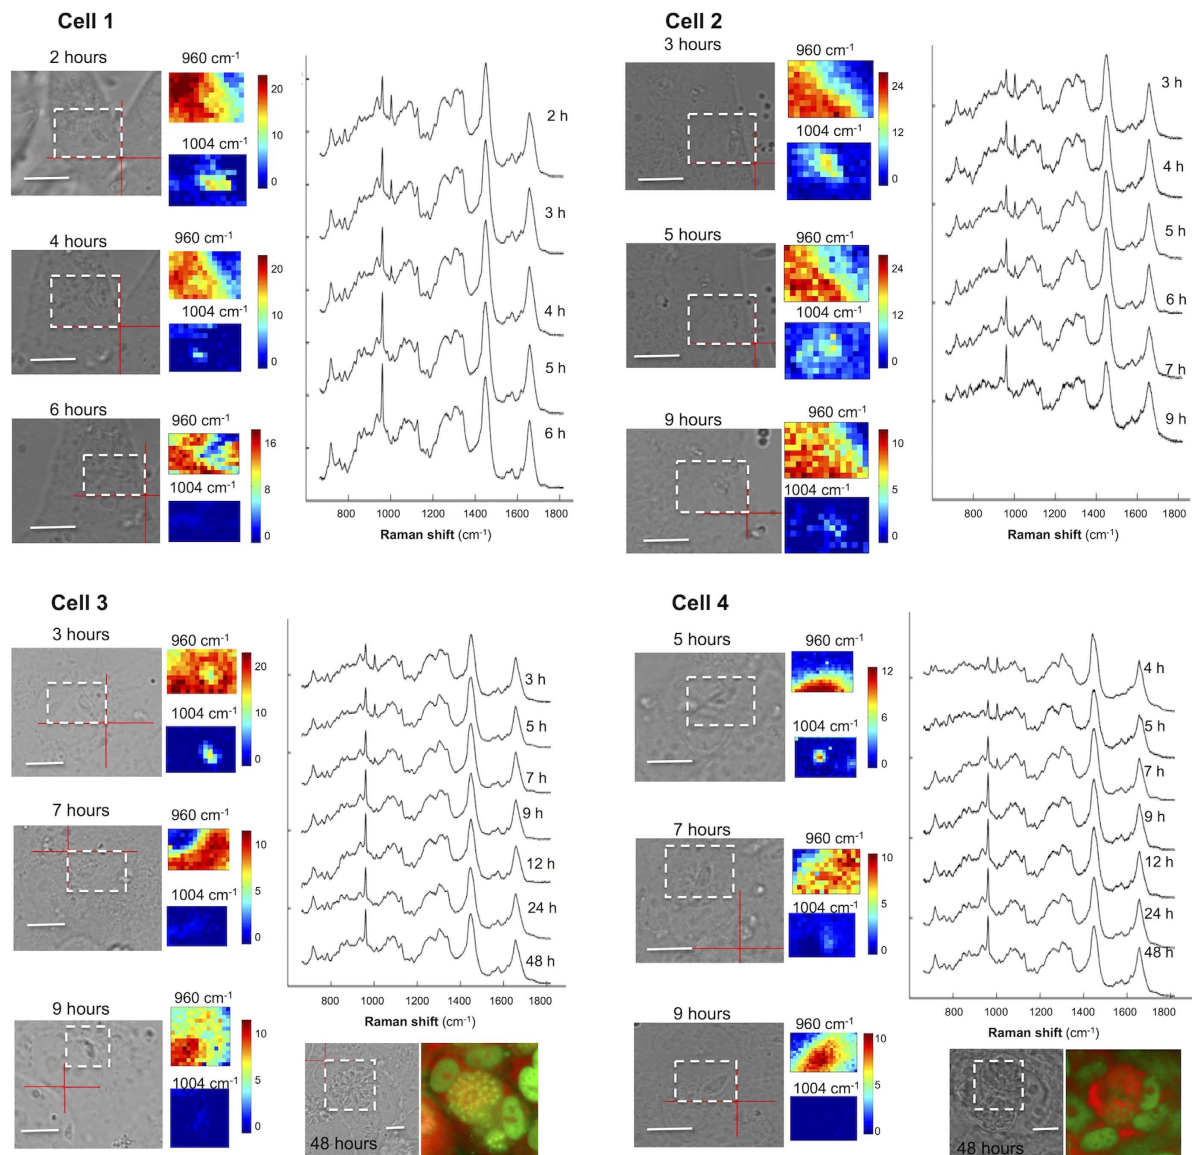 Cell 1
2 hours
960 cm-1
20
10
0
1004 cm-1
4 hours
960 cm-1
20
10
0
1004 cm-1
6 hours
960 cm-1
16
8
0
1004 cm-1
2 h
3 h
4 h
5 h
6 h
800 1000 1200 1400 1600 1800
Raman shift (cm-1)
Cell 2
3 hours
960 cm-1
24
12
0
1004 cm-1
5 hours
960 cm-1
24
12
0
1004 cm-1
9 hours
960 cm-1
10
5
0
1004 cm-1
3 h
4 h
5 h
6 h
7 h
9 h
800 1000 1200 1400 1600 1800
Raman shift (cm-1)
Cell 3
3 hours
960 cm-1
20
10
0
1004 cm-1
7 hours
960 cm-1
10
5
0
1004 cm-1
9 hours
960 cm-1
10
5
0
1004 cm-1
3 h
5 h
7 h
9 h
12 h
24 h
48 h
800 1000 1200 1400 1600 1800
Raman shift (cm-1)
48 hours
Cell 4
5 hours
960 cm-1
12
6
0
1004 cm-1
7 hours
960 cm-1
10
5
0
1004 cm-1
9 hours
960 cm-1
10
5
0
1004 cm-1
4 h
5 h
7 h
9 h
12 h
24 h
48 h
800 1000 1200 1400 1600 1800
Raman shift (cm-1)
48 hours